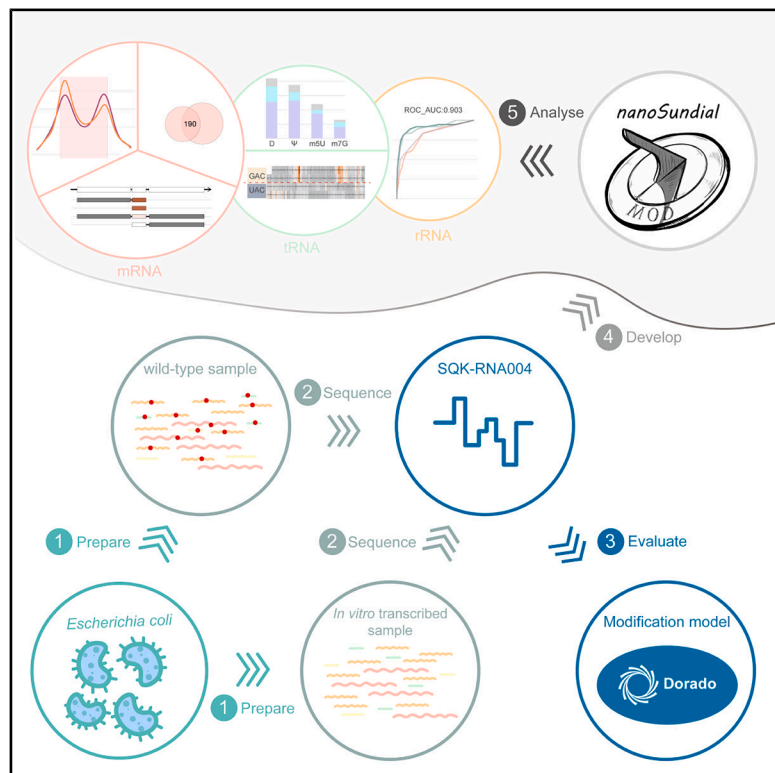 190
mRNA
D Ψ m5U m7G
GAC
UAC
tRNA
ROC_AUC:0.903
rRNA
5 Analyse
nanoSundial
MOD
4 Develop
wild-type sample
2 Sequence
SQK-RNA004
1 Prepare
2 Sequence
3 Evaluate
Escherichia coli
1 Prepare
In vitro transcribed
sample
Modification model
Dorado